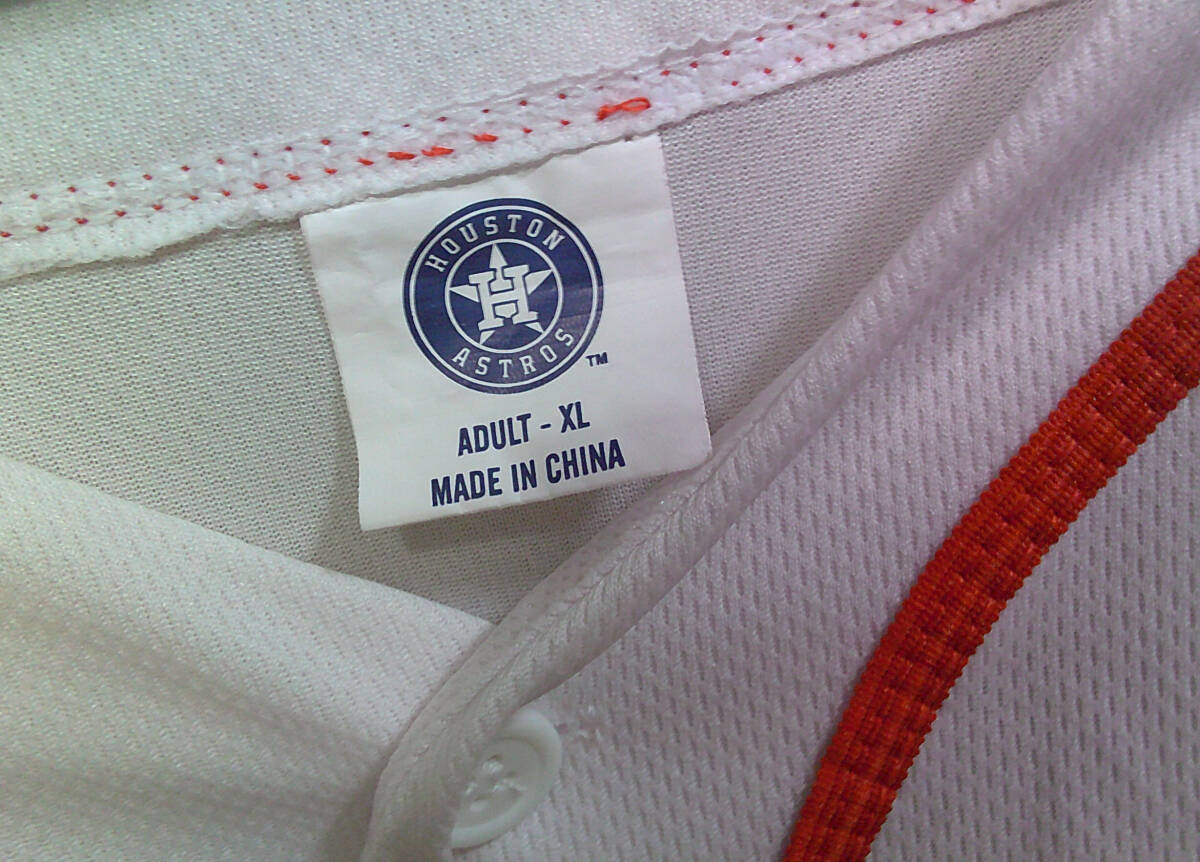 HOUSTON
H
ASTROS
™
ADULT - XL
MADE IN CHINA